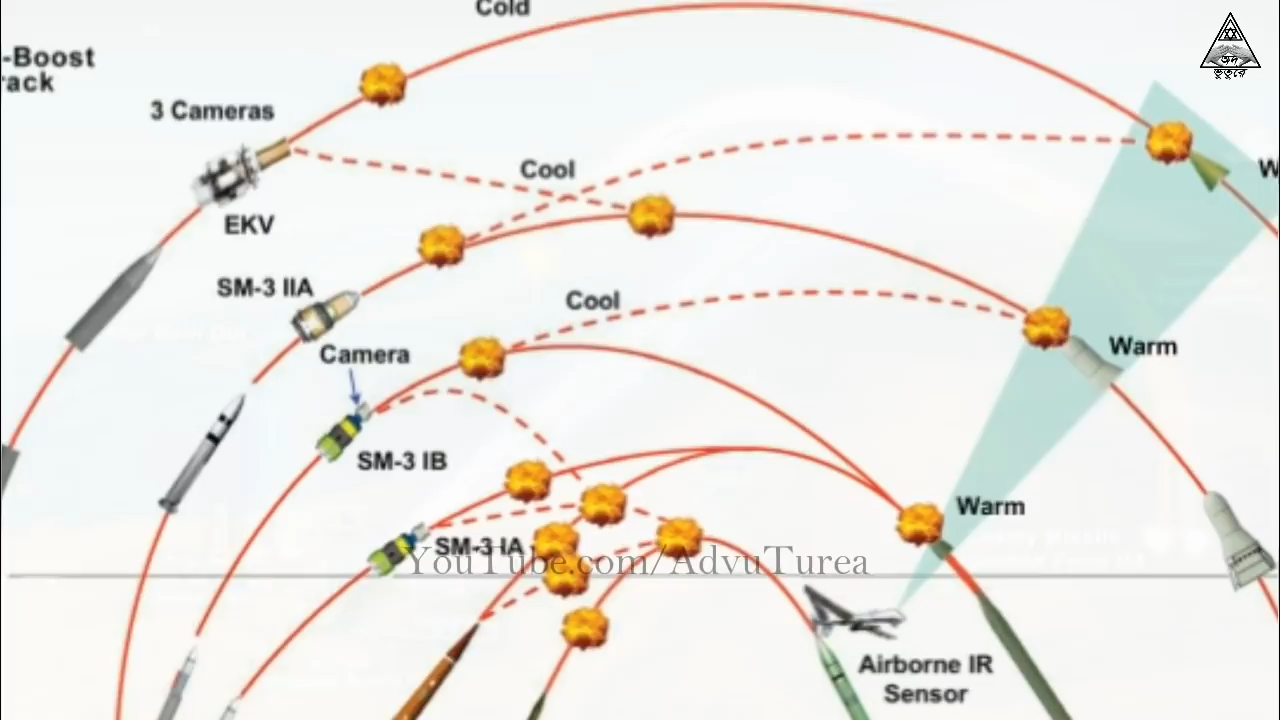 Cold
-Boost
rack
3 Cameras
Cool
W
EKV
SM-3 IIA
Cool
Camera
Warm
SM-3 IB
Warm
SM-3 IA
YouTube.com/AdvuTurea
Airborne IR
Sensor